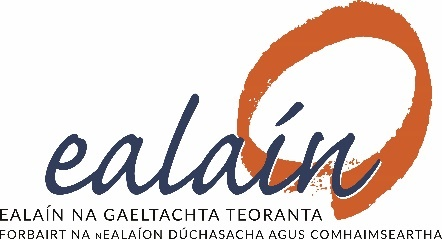 ealaín
EALAÍN NA GAELTACHTA TEORANTA
FORBAIRT NA nEALAÍON DÚCHASACHA AGUS COMHAIMSEARTHA